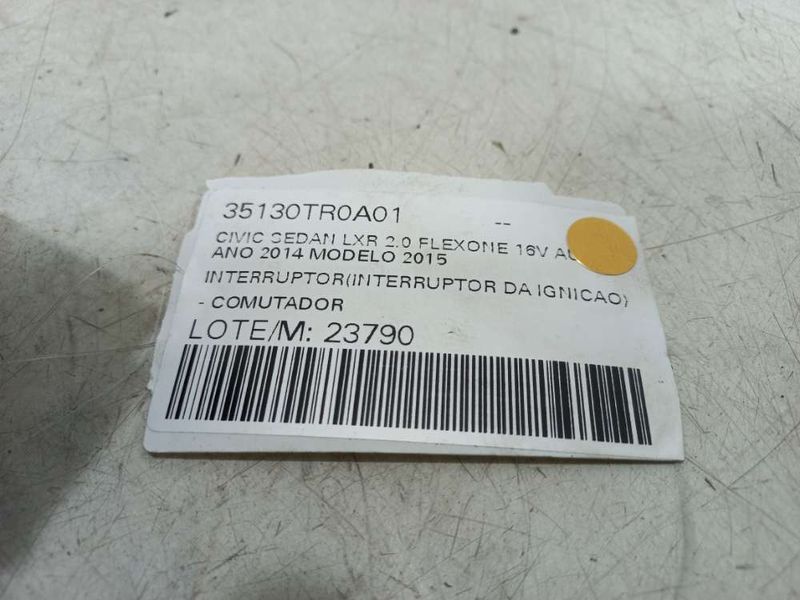 35130TR0A01 --
CIVIC SEDAN LXR 2.0 FLEXONE 16V
ANO 2014 MODELO 2015
INTERRUPTOR(INTERRUPTOR DA IGNICAO)
- COMUTADOR
LOTE/M: 23790